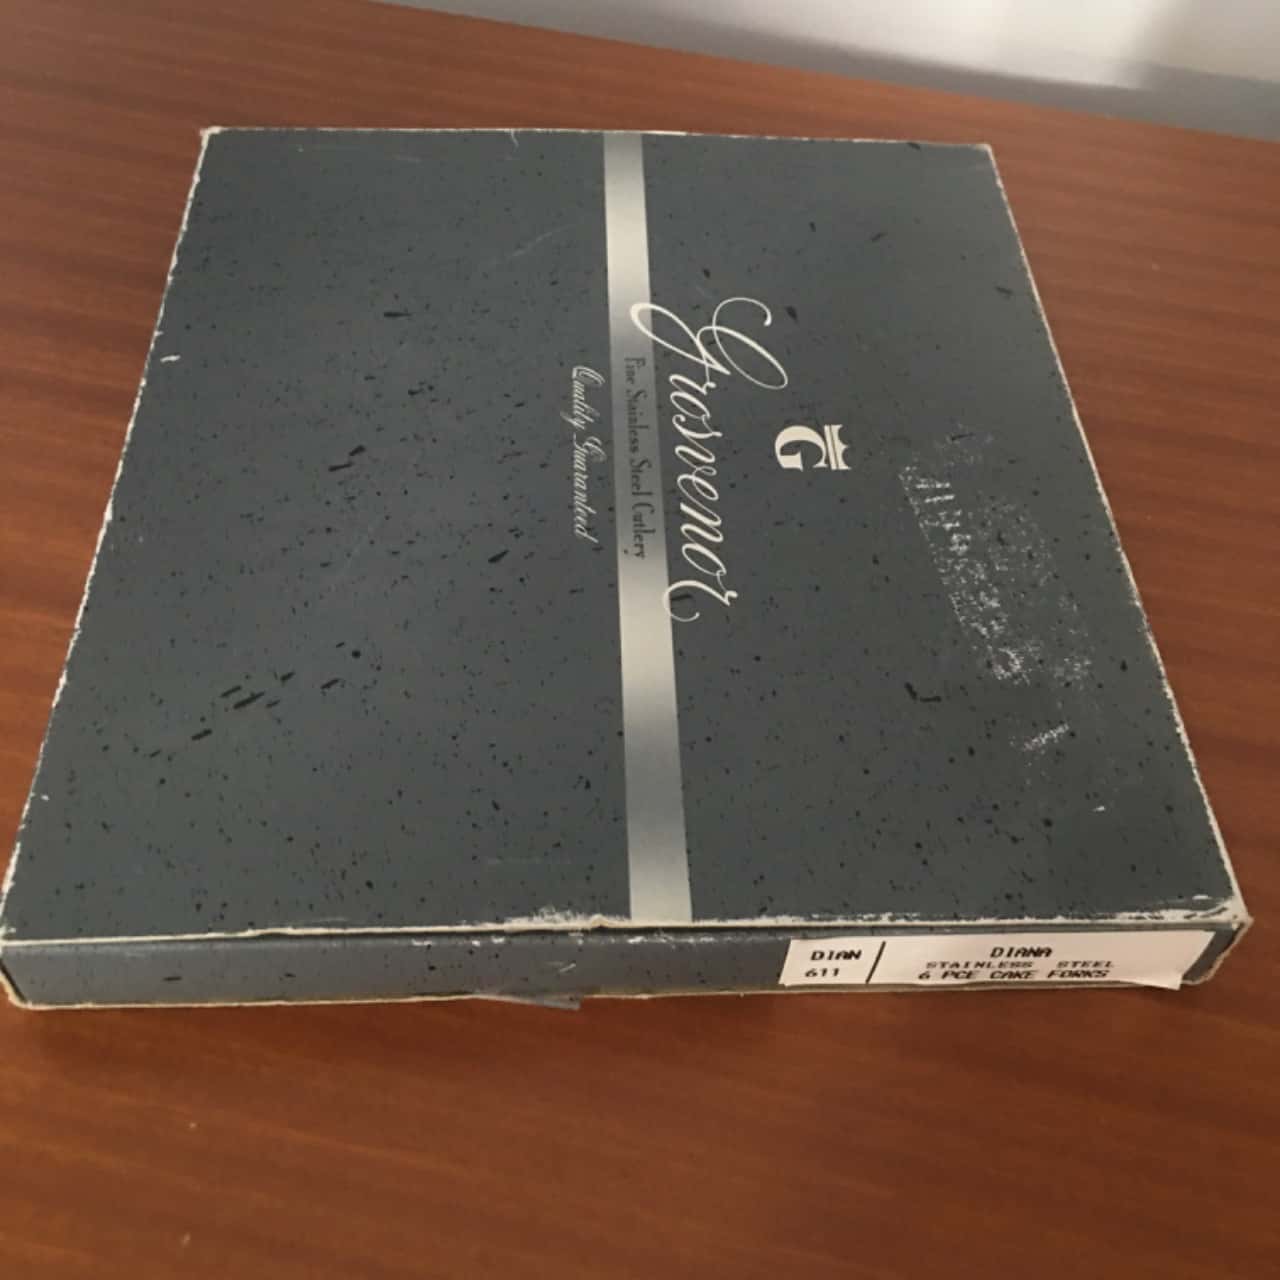 G
Grosvenor
Fine Stainless Steel Cutlery
Quality Guaranteed
DIAN
611
DIANA
STAINLESS STEEL
6 PCE CAKE FORKS